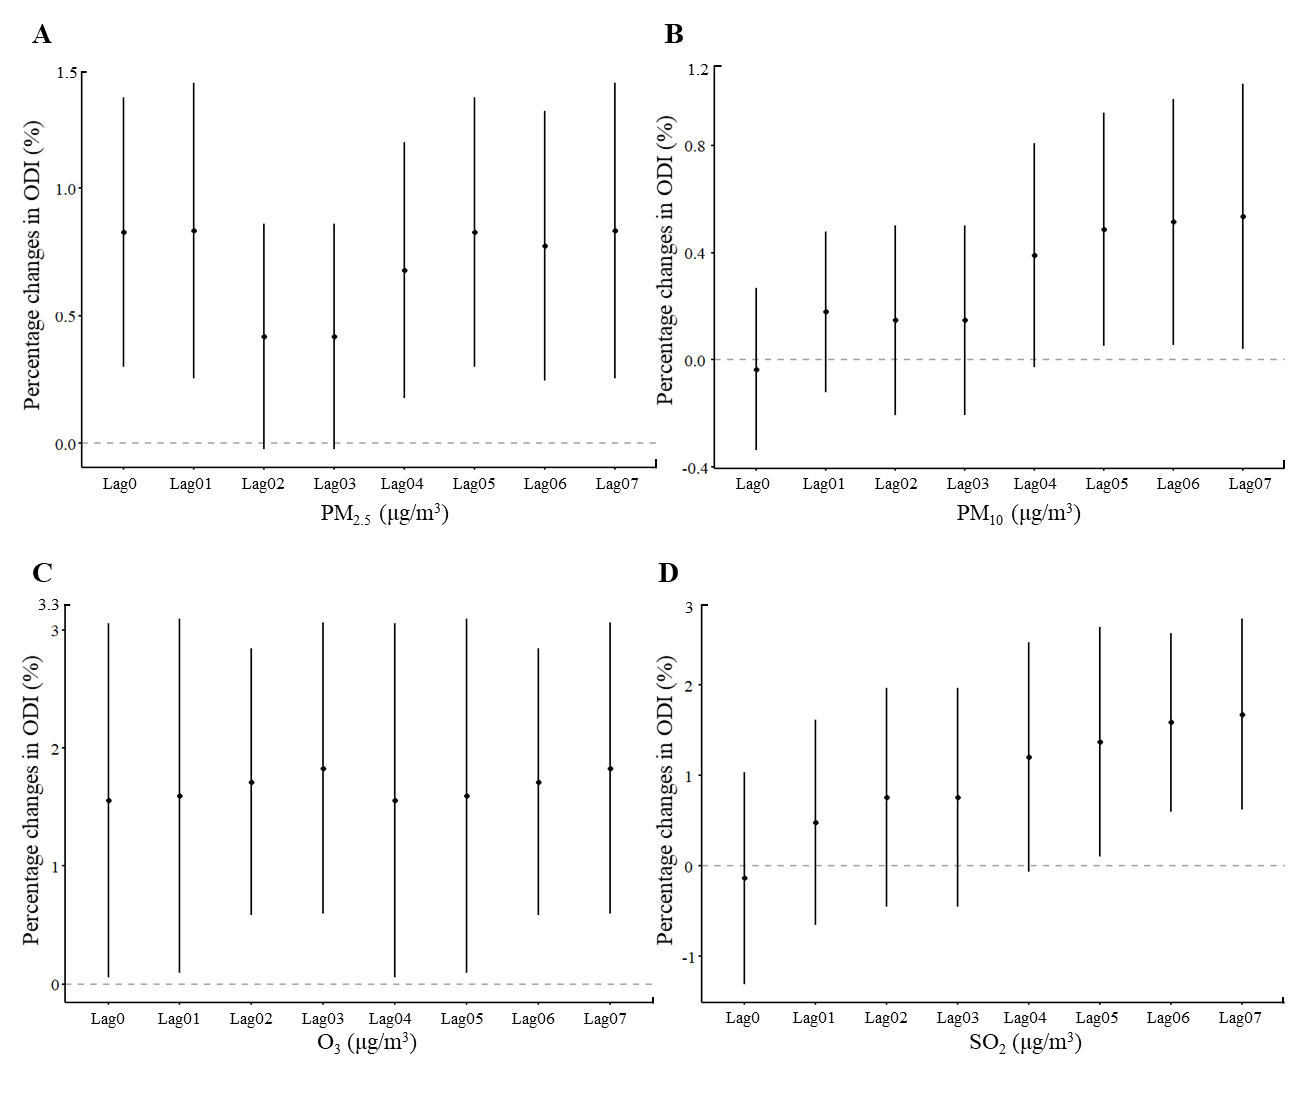 A
Percentage changes in ODI (%)
1.5
1.0
0.5
0.0
Lag0 Lag01 Lag02 Lag03 Lag04 Lag05 Lag06 Lag07
PM2.5 (μg/m³)
B
Percentage changes in ODI (%)
1.2
0.8
0.4
0.0
-0.4
Lag0 Lag01 Lag02 Lag03 Lag04 Lag05 Lag06 Lag07
PM10 (μg/m³)
C
Percentage changes in ODI (%)
3.3
3
2
1
0
Lag0 Lag01 Lag02 Lag03 Lag04 Lag05 Lag06 Lag07
O3 (μg/m³)
D
Percentage changes in ODI (%)
3
2
1
0
-1
Lag0 Lag01 Lag02 Lag03 Lag04 Lag05 Lag06 Lag07
SO2 (μg/m³)